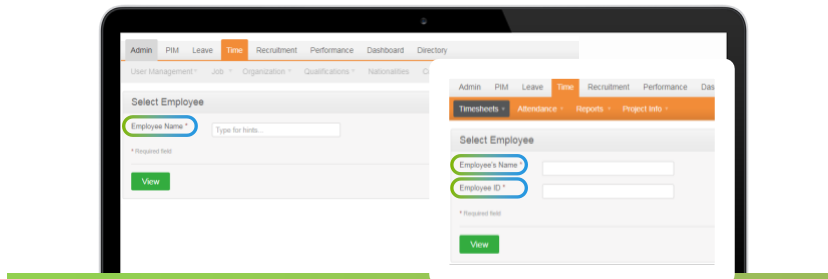 Admin PIM Leave Time Recruitment Performance Dashboard Directory
User Management Job Organization Qualifications Nationalities
Select Employee
Employee Name *
Type for hints...
* Required field
View
Admin PIM Leave Time Recruitment Performance Das
Timesheets Attendance Reports Project Info
Select Employee
Employee's Name *
Employee ID *
* Required field
View